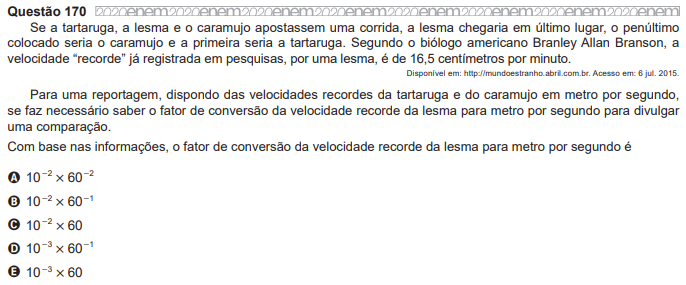 Questão 170 2020enem2020enem2020enem2020enem2020enem2020enem2020enem2020enem
Se a tartaruga, a lesma e o caramujo apostassem uma corrida, a lesma chegaria em último lugar, o penúltimo
colocado seria o caramujo e a primeira seria a tartaruga. Segundo o biólogo americano Branley Allan Branson, a
velocidade “recorde” já registrada em pesquisas, por uma lesma, é de 16,5 centímetros por minuto.
Disponível em: http://mundoestranho.abril.com.br. Acesso em: 6 jul. 2015.
Para uma reportagem, dispondo das velocidades recordes da tartaruga e do caramujo em metro por segundo,
se faz necessário saber o fator de conversão da velocidade recorde da lesma para metro por segundo para divulgar
uma comparação.
Com base nas informações, o fator de conversão da velocidade recorde da lesma para metro por segundo é
A 10⁻² × 60⁻²
B 10⁻² × 60⁻¹
C 10⁻² × 60
D 10⁻³ × 60⁻¹
E 10⁻³ × 60